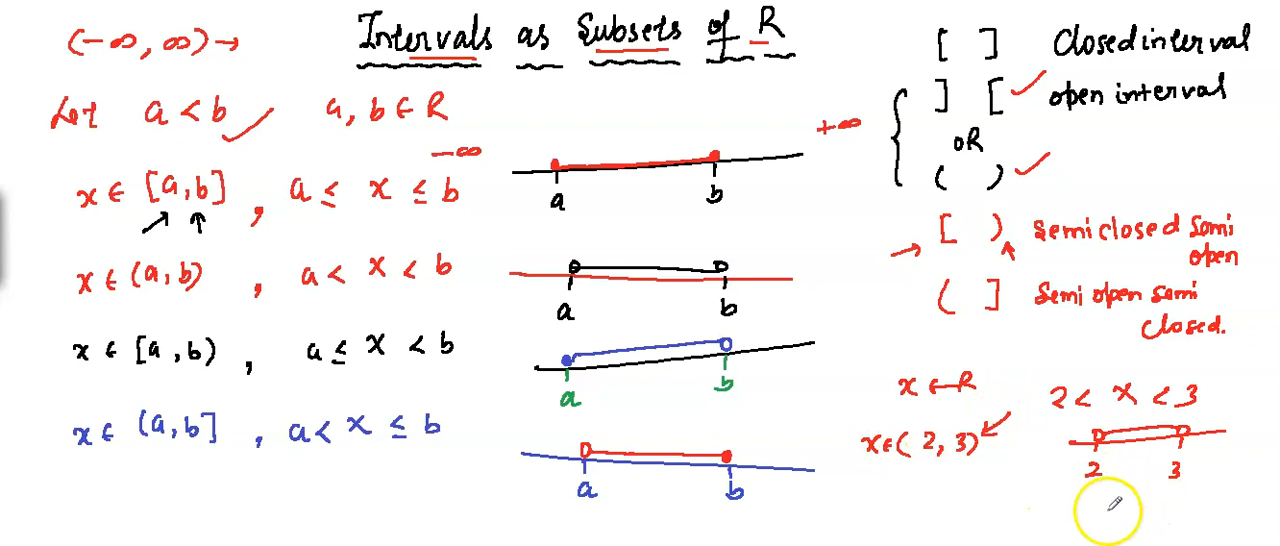 (-∞, ∞) →
Intervals as Subsets of R
Let a < b , a, b ∈ R
-∞
+∞
x ∈ [a, b] , a ≤ x ≤ b
a b
x ∈ (a, b) , a < x < b
a b
x ∈ [a, b) , a ≤ x < b
a b
x ∈ (a, b] , a < x ≤ b
a b
[ ] Closed interval
] [ open interval
OR
( )
[ ) Semi closed Semi
open
( ] Semi open semi
closed.
x ∈ R 2 < x < 3
x ∈ (2, 3)
2 3